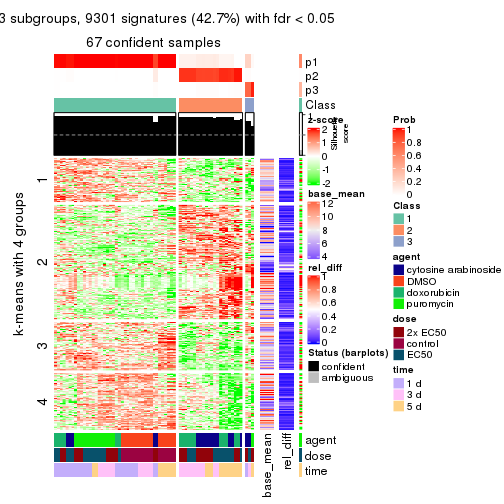 3 subgroups, 9301 signatures (42.7%) with fdr < 0.05
67 confident samples
p1
p2
p3
Class
1
Silhouette
score
k-means with 4 groups
1
2
3
4
z-score
2
1
0
-1
-2
base_mean
12
10
8
6
4
rel_diff
1
0.8
0.6
0.4
0.2
0
Status (barplots)
confident
ambiguous
Prob
1
0.8
0.6
0.4
0.2
0
Class
1
2
3
agent
cytosine arabinoside
DMSO
doxorubicin
puromycin
dose
2x EC50
control
EC50
time
1 d
3 d
5 d
agent
dose
time
base_mean
rel_diff